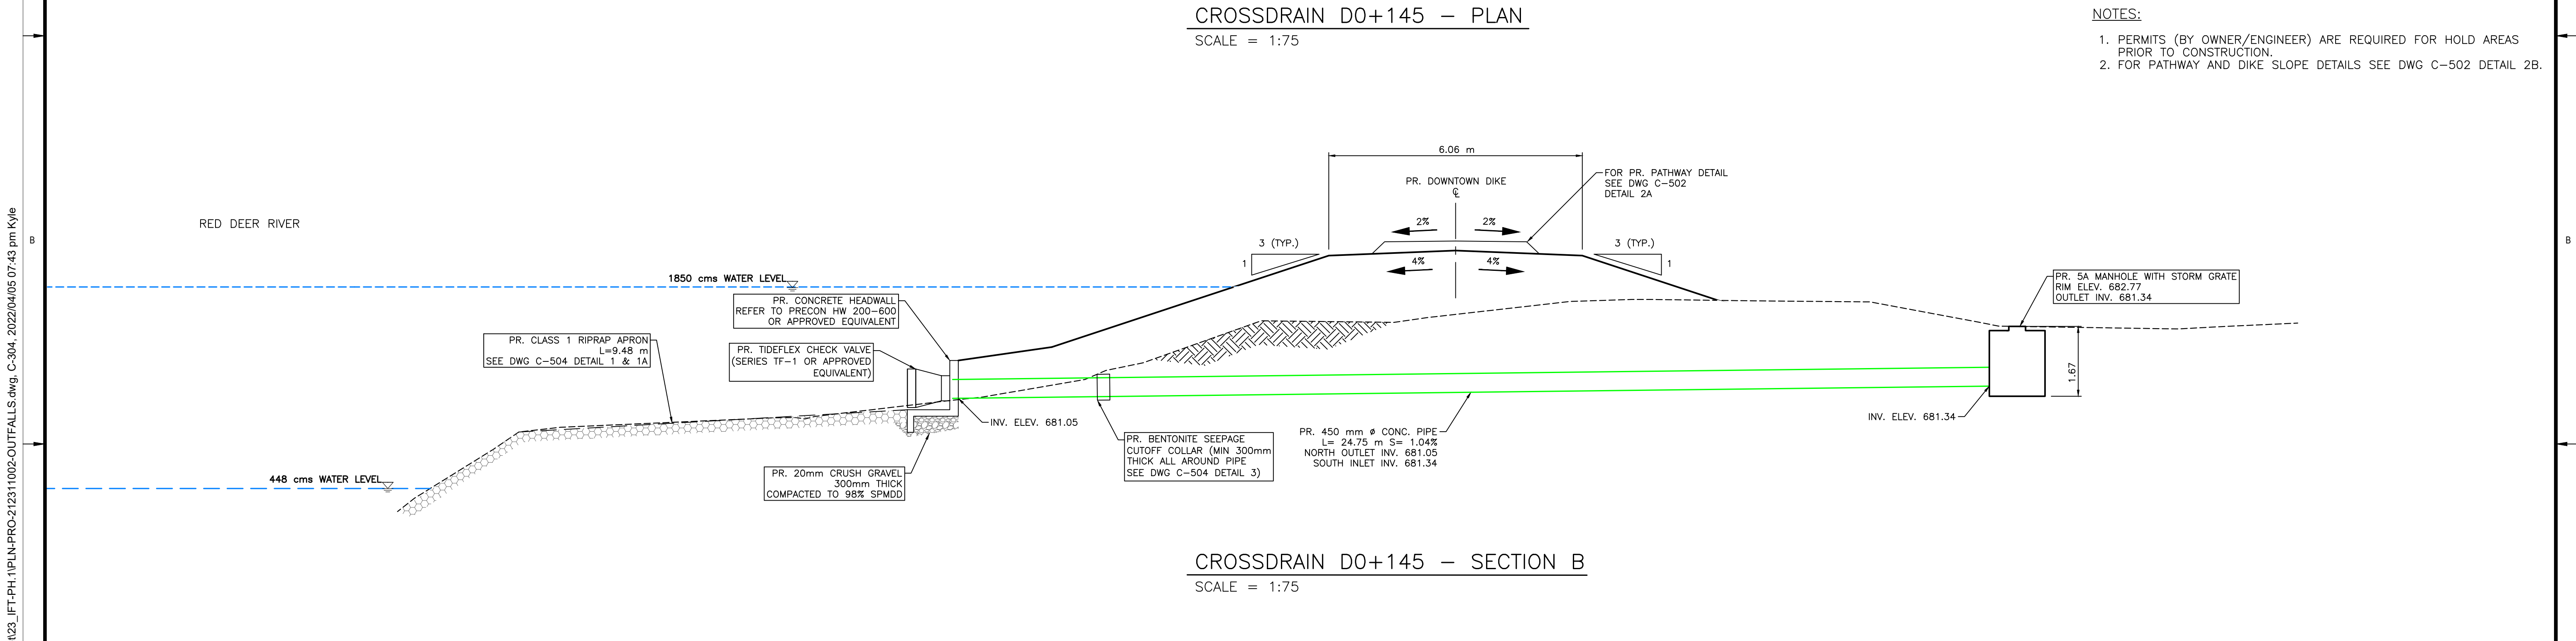 CROSSDRAIN D0+145 – PLAN
SCALE = 1:75
NOTES:
1. PERMITS (BY OWNER/ENGINEER) ARE REQUIRED FOR HOLD AREAS
PRIOR TO CONSTRUCTION.
2. FOR PATHWAY AND DIKE SLOPE DETAILS SEE DWG C-502 DETAIL 2B.
6.06 m
PR. DOWNTOWN DIKE
℄
FOR PR. PATHWAY DETAIL
SEE DWG C-502
DETAIL 2A
2%
2%
4%
4%
3 (TYP.)
1
3 (TYP.)
1
RED DEER RIVER
B
B
1850 cms WATER LEVEL
PR. CONCRETE HEADWALL
REFER TO PRECON HW 200-600
OR APPROVED EQUIVALENT
PR. CLASS 1 RIPRAP APRON
L=9.48 m
SEE DWG C-504 DETAIL 1 & 1A
PR. TIDEFLEX CHECK VALVE
(SERIES TF-1 OR APPROVED
EQUIVALENT)
PR. 5A MANHOLE WITH STORM GRATE
RIM ELEV. 682.77
OUTLET INV. 681.34
1.67
INV. ELEV. 681.05
INV. ELEV. 681.34
PR. BENTONITE SEEPAGE
CUTOFF COLLAR (MIN 300mm
THICK ALL AROUND PIPE
SEE DWG C-504 DETAIL 3)
PR. 450 mm ø CONC. PIPE
L= 24.75 m S= 1.04%
NORTH OUTLET INV. 681.05
SOUTH INLET INV. 681.34
448 cms WATER LEVEL
PR. 20mm CRUSH GRAVEL
300mm THICK
COMPACTED TO 98% SPMDD
CROSSDRAIN D0+145 – SECTION B
SCALE = 1:75
t\23_IFT-PH.1\PLN-PRO-212311002-OUTFALLS.dwg, C-304, 2022/04/05 07:43 pm Kyle